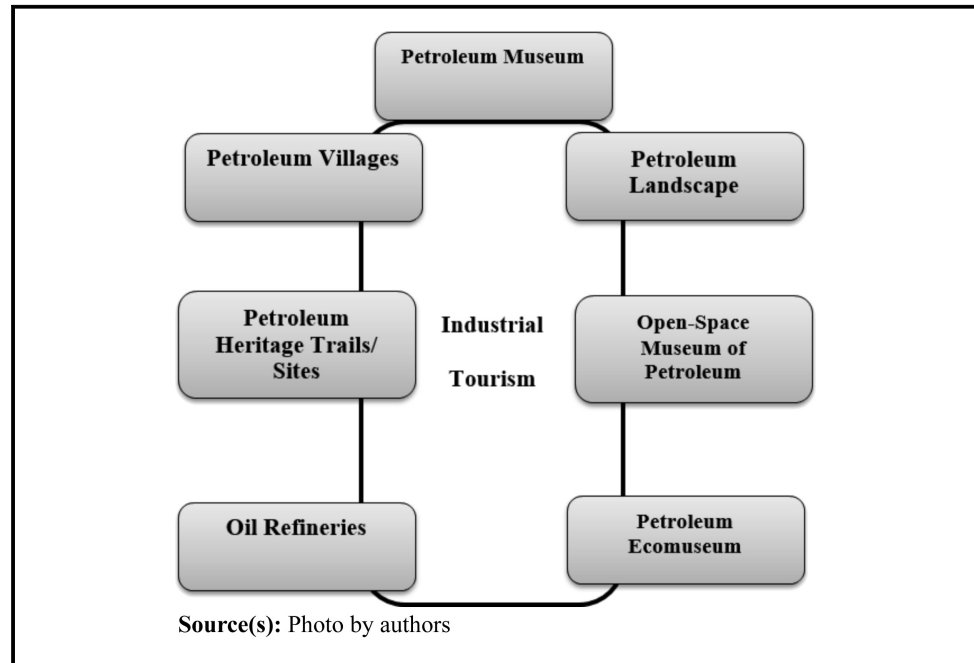 Petroleum Museum
Petroleum Villages
Petroleum
Landscape
Petroleum
Heritage Trails/
Sites
Industrial
Tourism
Open-Space
Museum of
Petroleum
Oil Refineries
Petroleum
Ecomuseum
Source(s): Photo by authors